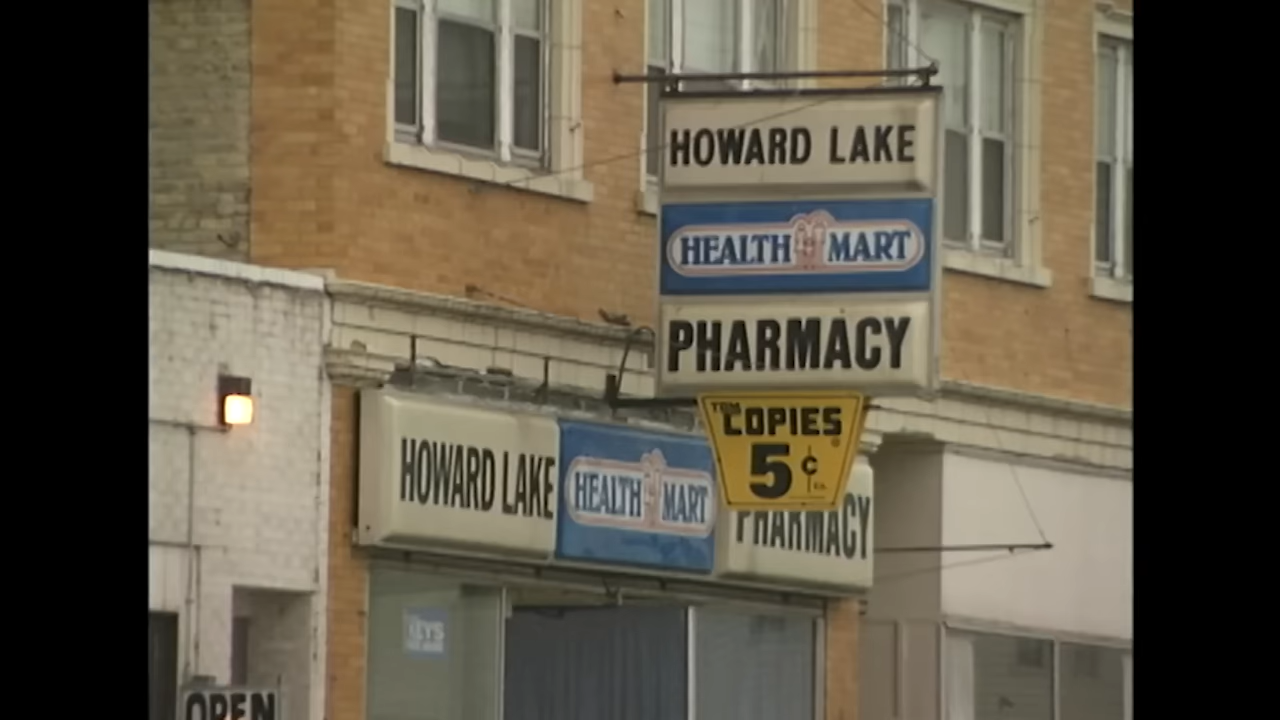 HOWARD LAKE
HEALTH MART
PHARMACY
COPIES
5¢
HOWARD LAKE
HEALTH MART
PHARMACY
OPEN